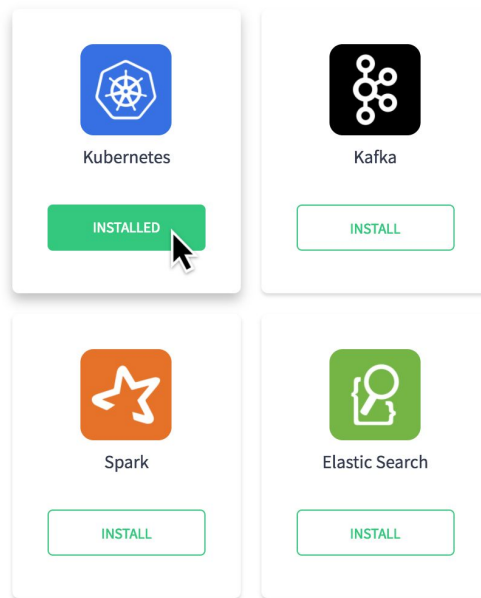 Kubernetes
INSTALLED
Kafka
INSTALL
Spark
INSTALL
Elastic Search
INSTALL